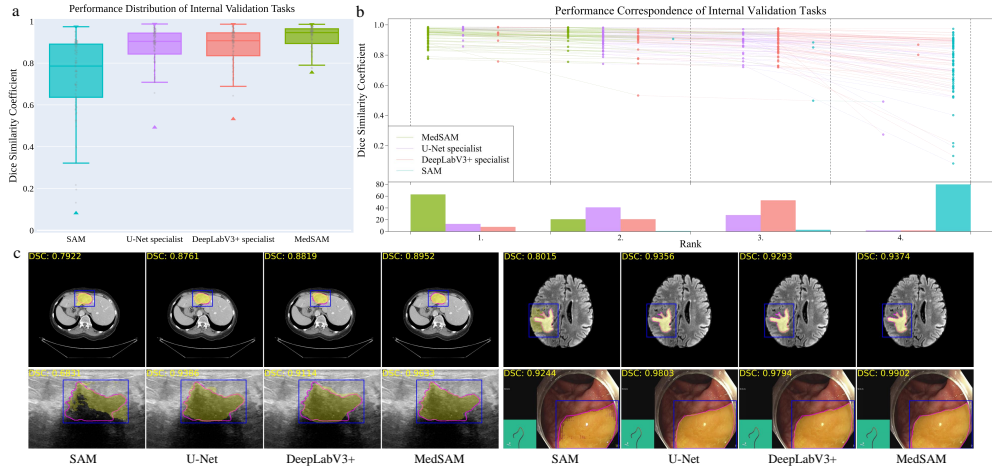 a
Performance Distribution of Internal Validation Tasks
Dice Similarity Coefficient
1
0.8
0.6
0.4
0.2
0
SAM
U-Net specialist
DeepLabV3+ specialist
MedSAM
b
Performance Correspondence of Internal Validation Tasks
Dice Similarity Coefficient
1.0
0.8
0.6
0.4
0.2
MedSAM
U-Net specialist
DeepLabV3+ specialist
SAM
80
60
40
20
0
1.
2.
3.
4.
Rank
c
DSC: 0.7922
DSC: 0.8761
DSC: 0.8819
DSC: 0.8952
DSC: 0.8015
DSC: 0.9356
DSC: 0.9293
DSC: 0.9374
DSC: 0.9244
DSC: 0.9803
DSC: 0.9794
DSC: 0.9902
SAM
U-Net
DeepLabV3+
MedSAM
SAM
U-Net
DeepLabV3+
MedSAM